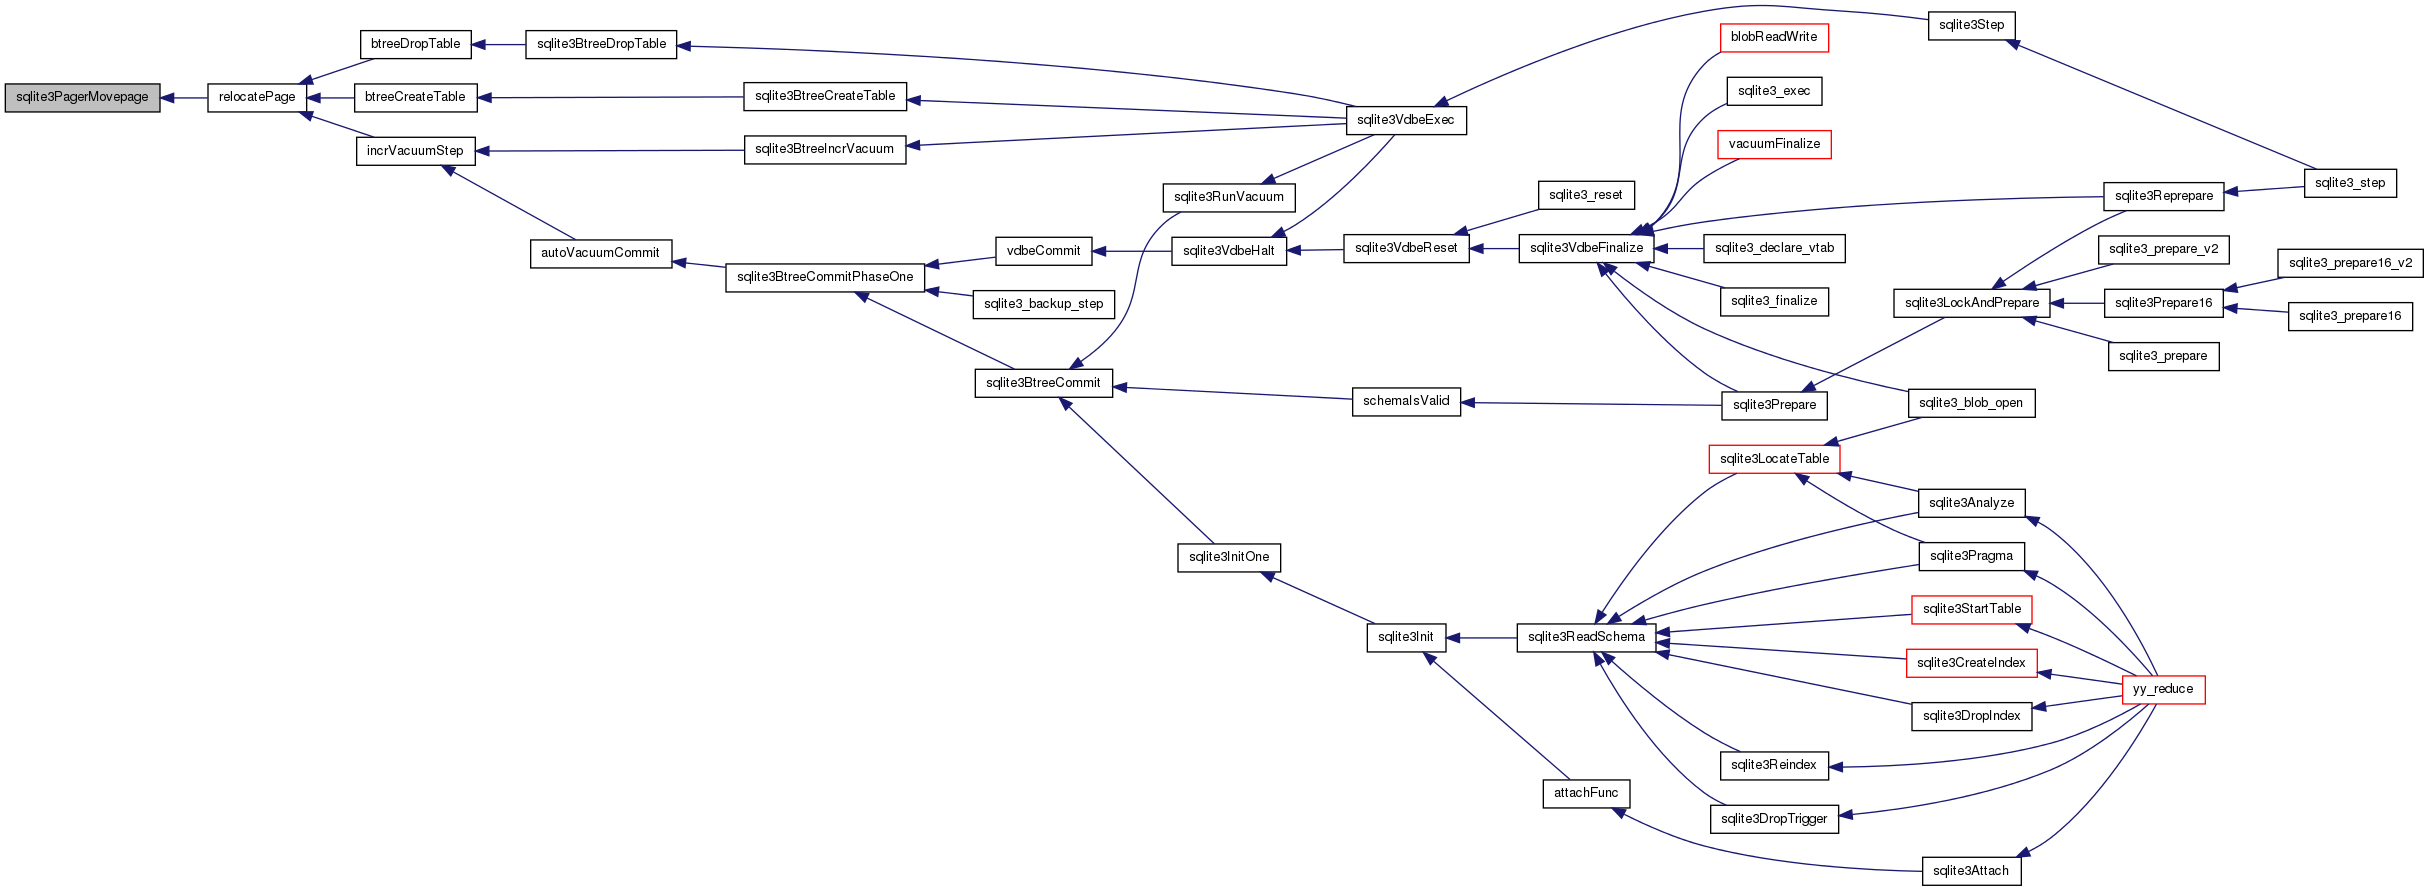 sqlite3PagerMovepage
relocatePage
btreeDropTable
btreeCreateTable
incrVacuumStep
sqlite3BtreeDropTable
autoVacuumCommit
sqlite3BtreeCreateTable
sqlite3BtreeIncrVacuum
sqlite3BtreeCommitPhaseOne
vdbeCommit
sqlite3_backup_step
sqlite3BtreeCommit
sqlite3RunVacuum
sqlite3VdbeHalt
sqlite3InitOne
sqlite3VdbeExec
sqlite3VdbeReset
schemaIsValid
sqlite3Init
sqlite3_reset
sqlite3VdbeFinalize
sqlite3ReadSchema
attachFunc
blobReadWrite
sqlite3_exec
vacuumFinalize
sqlite3_declare_vtab
sqlite3_finalize
sqlite3Prepare
sqlite3LocateTable
sqlite3Reindex
sqlite3DropTrigger
sqlite3Step
sqlite3LockAndPrepare
sqlite3_blob_open
sqlite3Analyze
sqlite3Pragma
sqlite3StartTable
sqlite3CreateIndex
sqlite3DropIndex
sqlite3Attach
sqlite3Reprepare
sqlite3_prepare_v2
sqlite3Prepare16
sqlite3_prepare
yy_reduce
sqlite3_step
sqlite3_prepare16_v2
sqlite3_prepare16